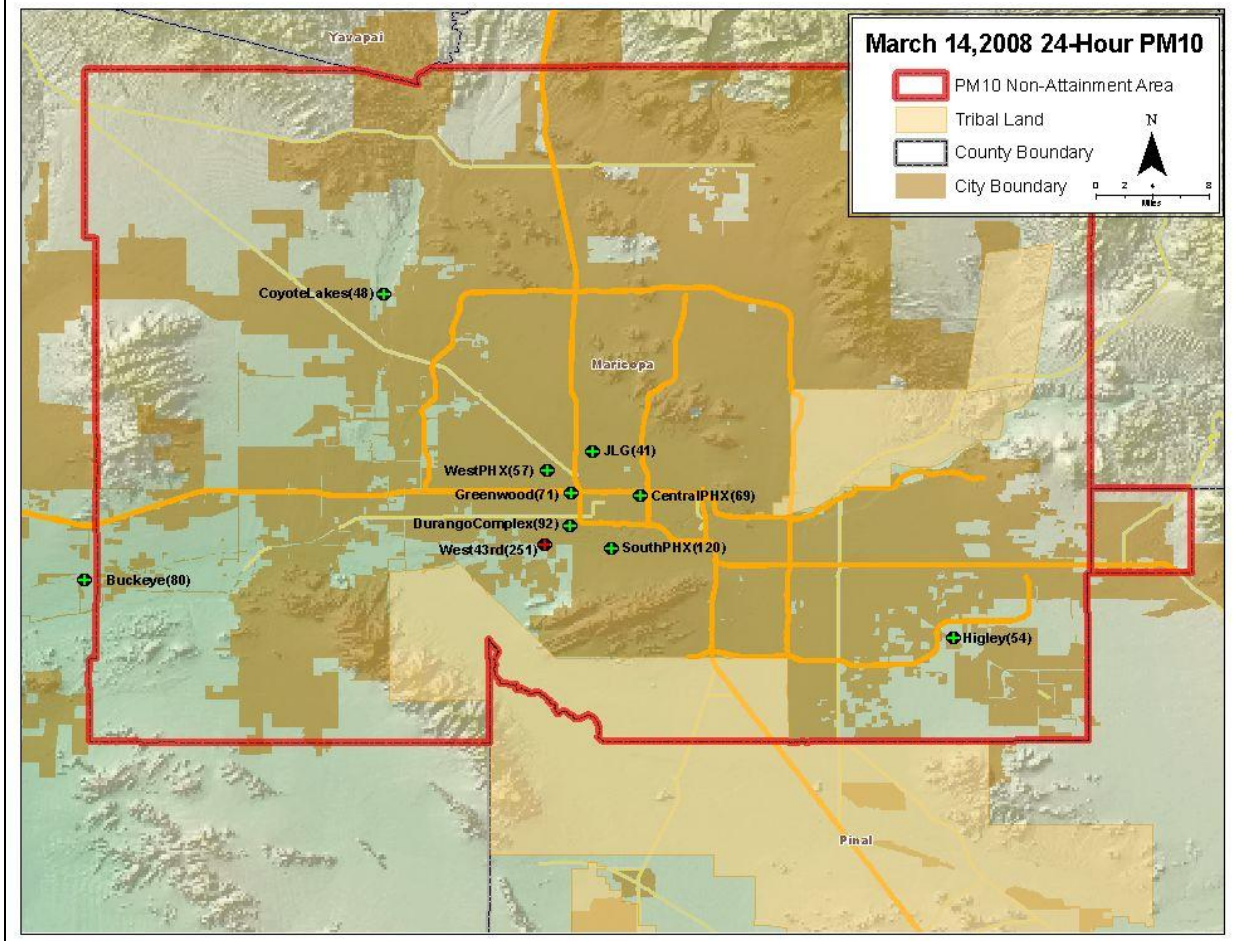 Yavapai
March 14,2008 24-Hour PM10
PM10 Non-Attainment Area
Tribal Land
County Boundary
City Boundary
N
0 2 4 8
Miles
CoyoteLakes(48)
Maricopa
JLG(41)
WestPHX(57)
Greenwood(71)
CentralPHX(69)
DurangoComplex(92)
West43rd(251)
SouthPHX(120)
Buckeye(80)
Higley(54)
Pinal